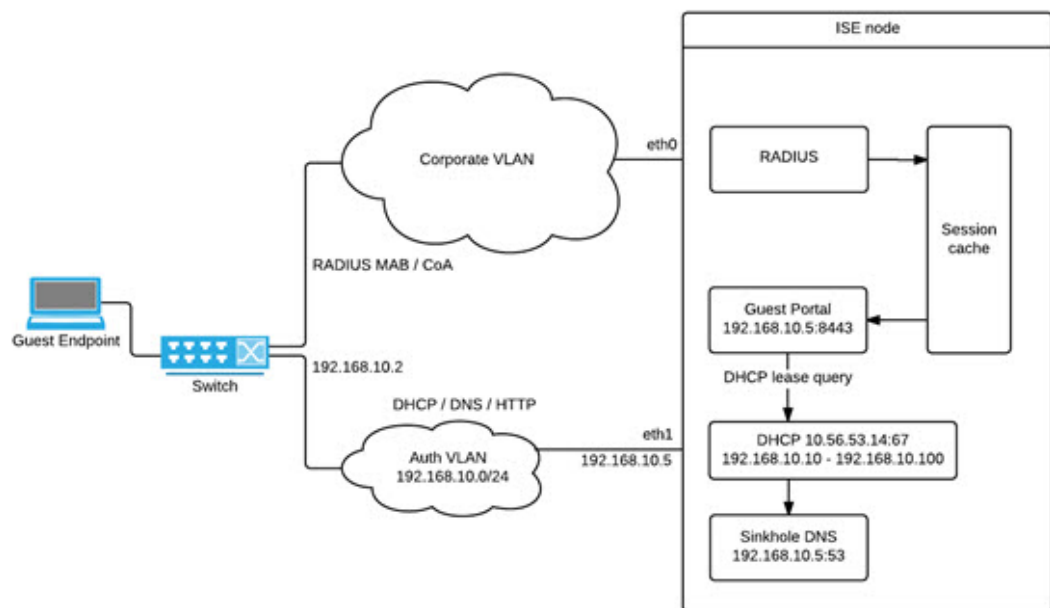 ISE node
Corporate VLAN
eth0
RADIUS
Session
cache
RADIUS MAB / CoA
Guest Endpoint
Switch
192.168.10.2
Guest Portal
192.168.10.5:8443
DHCP lease query
DHCP / DNS / HTTP
Auth VLAN
192.168.10.0/24
eth1
192.168.10.5
DHCP 10.56.53.14:67
192.168.10.10 - 192.168.10.100
Sinkhole DNS
192.168.10.5:53